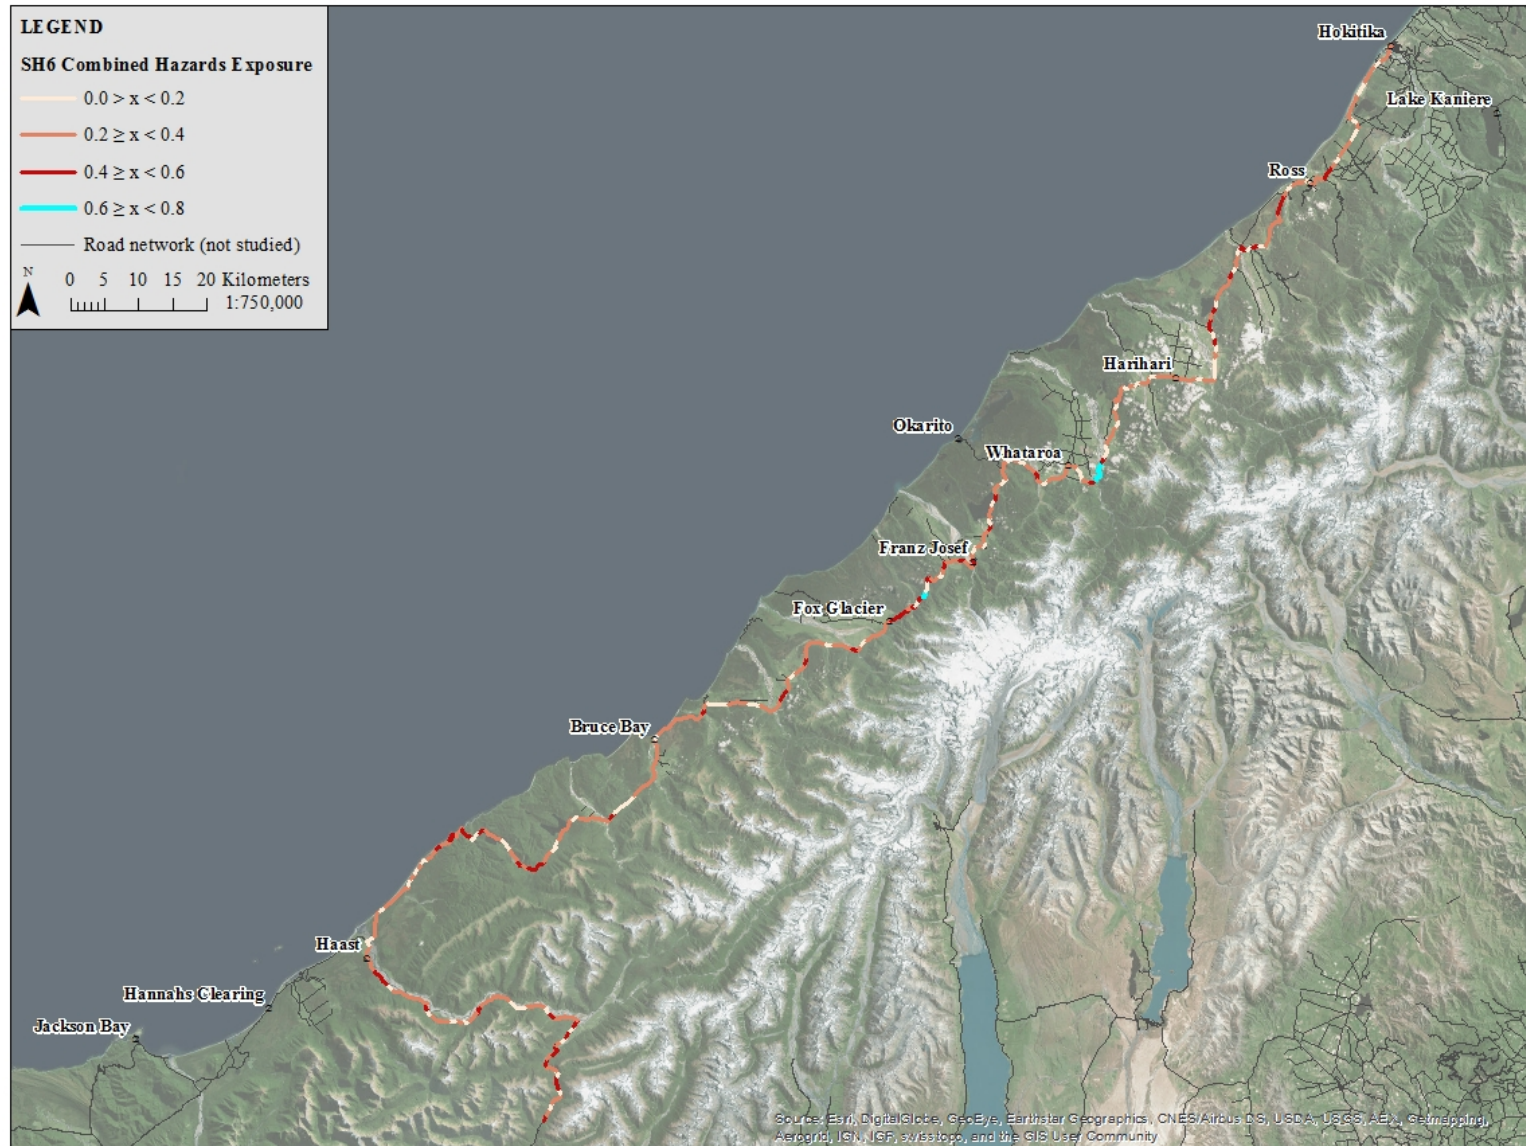 LEGEND
SH6 Combined Hazards Exposure
0.0 > x < 0.2
0.2 ≥ x < 0.4
0.4 ≥ x < 0.6
0.6 ≥ x < 0.8
Road network (not studied)
N
0 5 10 15 20 Kilometers
1:750,000
Hokitika
Lake Kaniere
Ross
Harihari
Okarito
Whataroa
Franz Josef
Fox Glacier
Bruce Bay
Haast
Hannahs Clearing
Jackson Bay
Source: Esri, DigitalGlobe, GeoEye, Earthstar Geographics, CNES/Airbus DS, USDA, USGS, AEX, Getmapping,
Aerogrid, IGN, IGP, swisstopo, and the GIS User Community